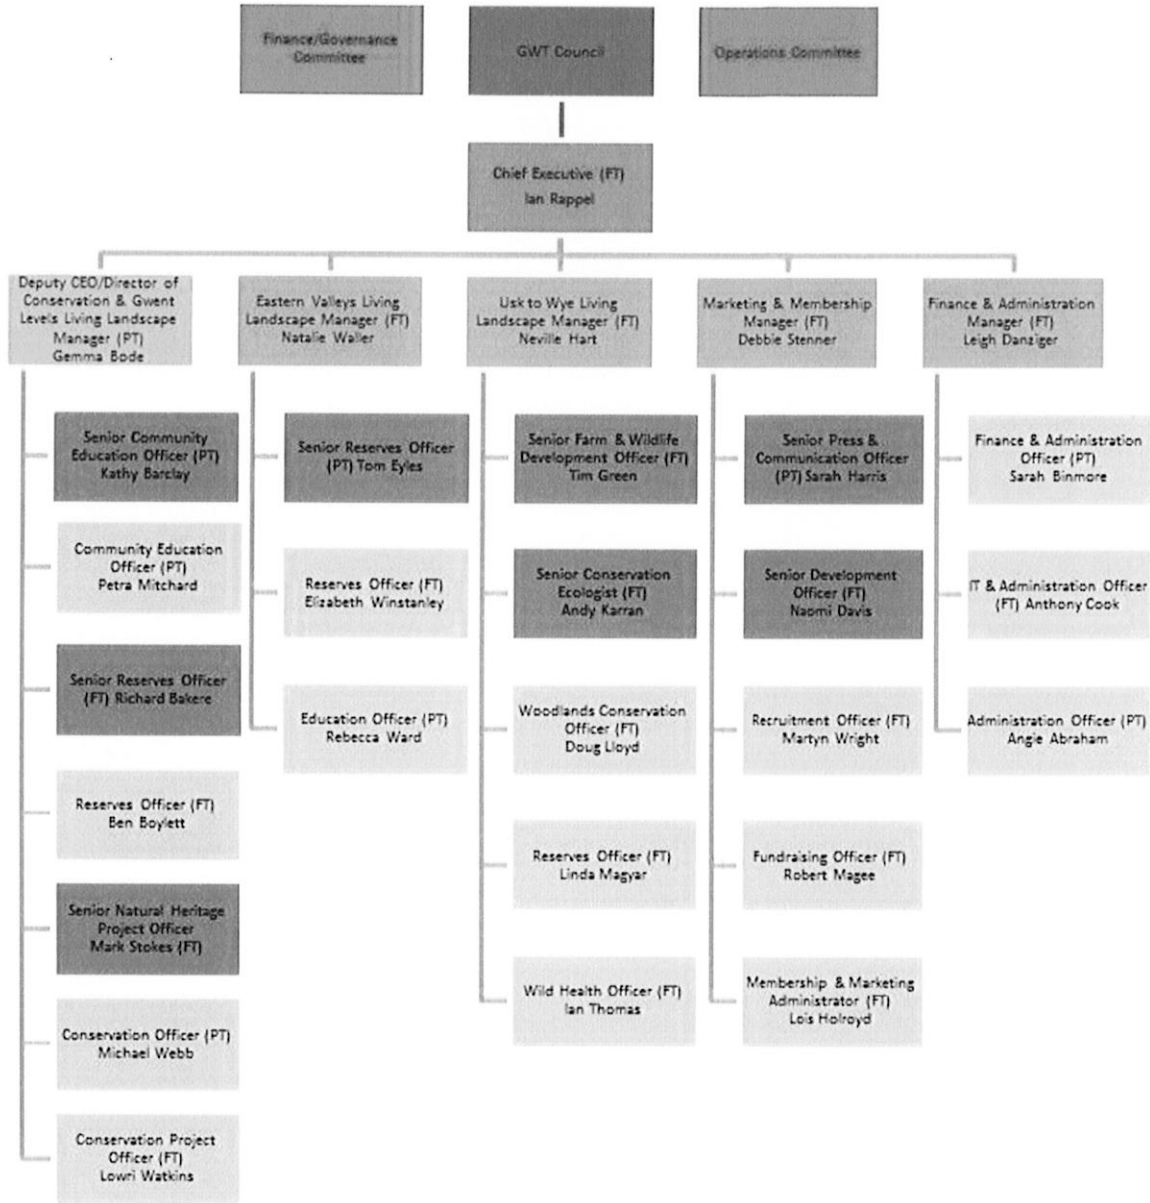 Finance/Governance
Committee
GWT Council
Operations Committee
Chief Executive (FT)
Ian Rappel
Deputy CEO/Director of
Conservation & Gwent
Levels Living Landscape
Manager (PT)
Gemma Bode
Eastern Valleys Living
Landscape Manager (FT)
Natalie Waller
Usk to Wye Living
Landscape Manager (FT)
Neville Hart
Marketing & Membership
Manager (FT)
Debbie Stenner
Finance & Administration
Manager (FT)
Leigh Danziger
Senior Community
Education Officer (PT)
Kathy Barclay
Community Education
Officer (PT)
Petra Mitchard
Senior Reserves Officer
(FT) Richard Bakere
Reserves Officer (FT)
Ben Boylett
Senior Natural Heritage
Project Officer
Mark Stokes (FT)
Conservation Officer (PT)
Michael Webb
Conservation Project
Officer (FT)
Lowri Watkins
Senior Reserves Officer
(PT) Tom Eyles
Reserves Officer (FT)
Elizabeth Winstanley
Education Officer (PT)
Rebecca Ward
Senior Farm & Wildlife
Development Officer (FT)
Tim Green
Senior Conservation
Ecologist (FT)
Andy Karran
Woodlands Conservation
Officer (FT)
Doug Lloyd
Reserves Officer (FT)
Linda Magyar
Wild Health Officer (FT)
Ian Thomas
Senior Press &
Communication Officer
(PT) Sarah Harris
Senior Development
Officer (FT)
Naomi Davis
Recruitment Officer (FT)
Martyn Wright
Fundraising Officer (FT)
Robert Magee
Membership & Marketing
Administrator (FT)
Lois Holroyd
Finance & Administration
Officer (PT)
Sarah Binmore
IT & Administration Officer
(FT) Anthony Cook
Administration Officer (PT)
Angie Abraham